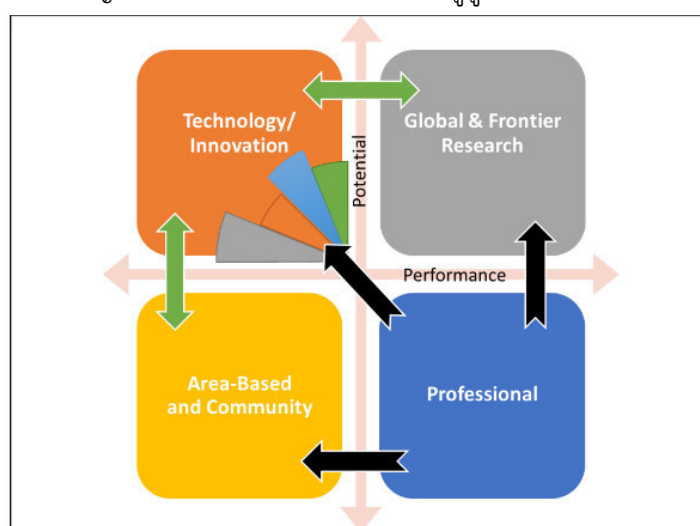 Technology/
Innovation
Global & Frontier
Research
Potential
Performance
Area-Based
and Community
Professional